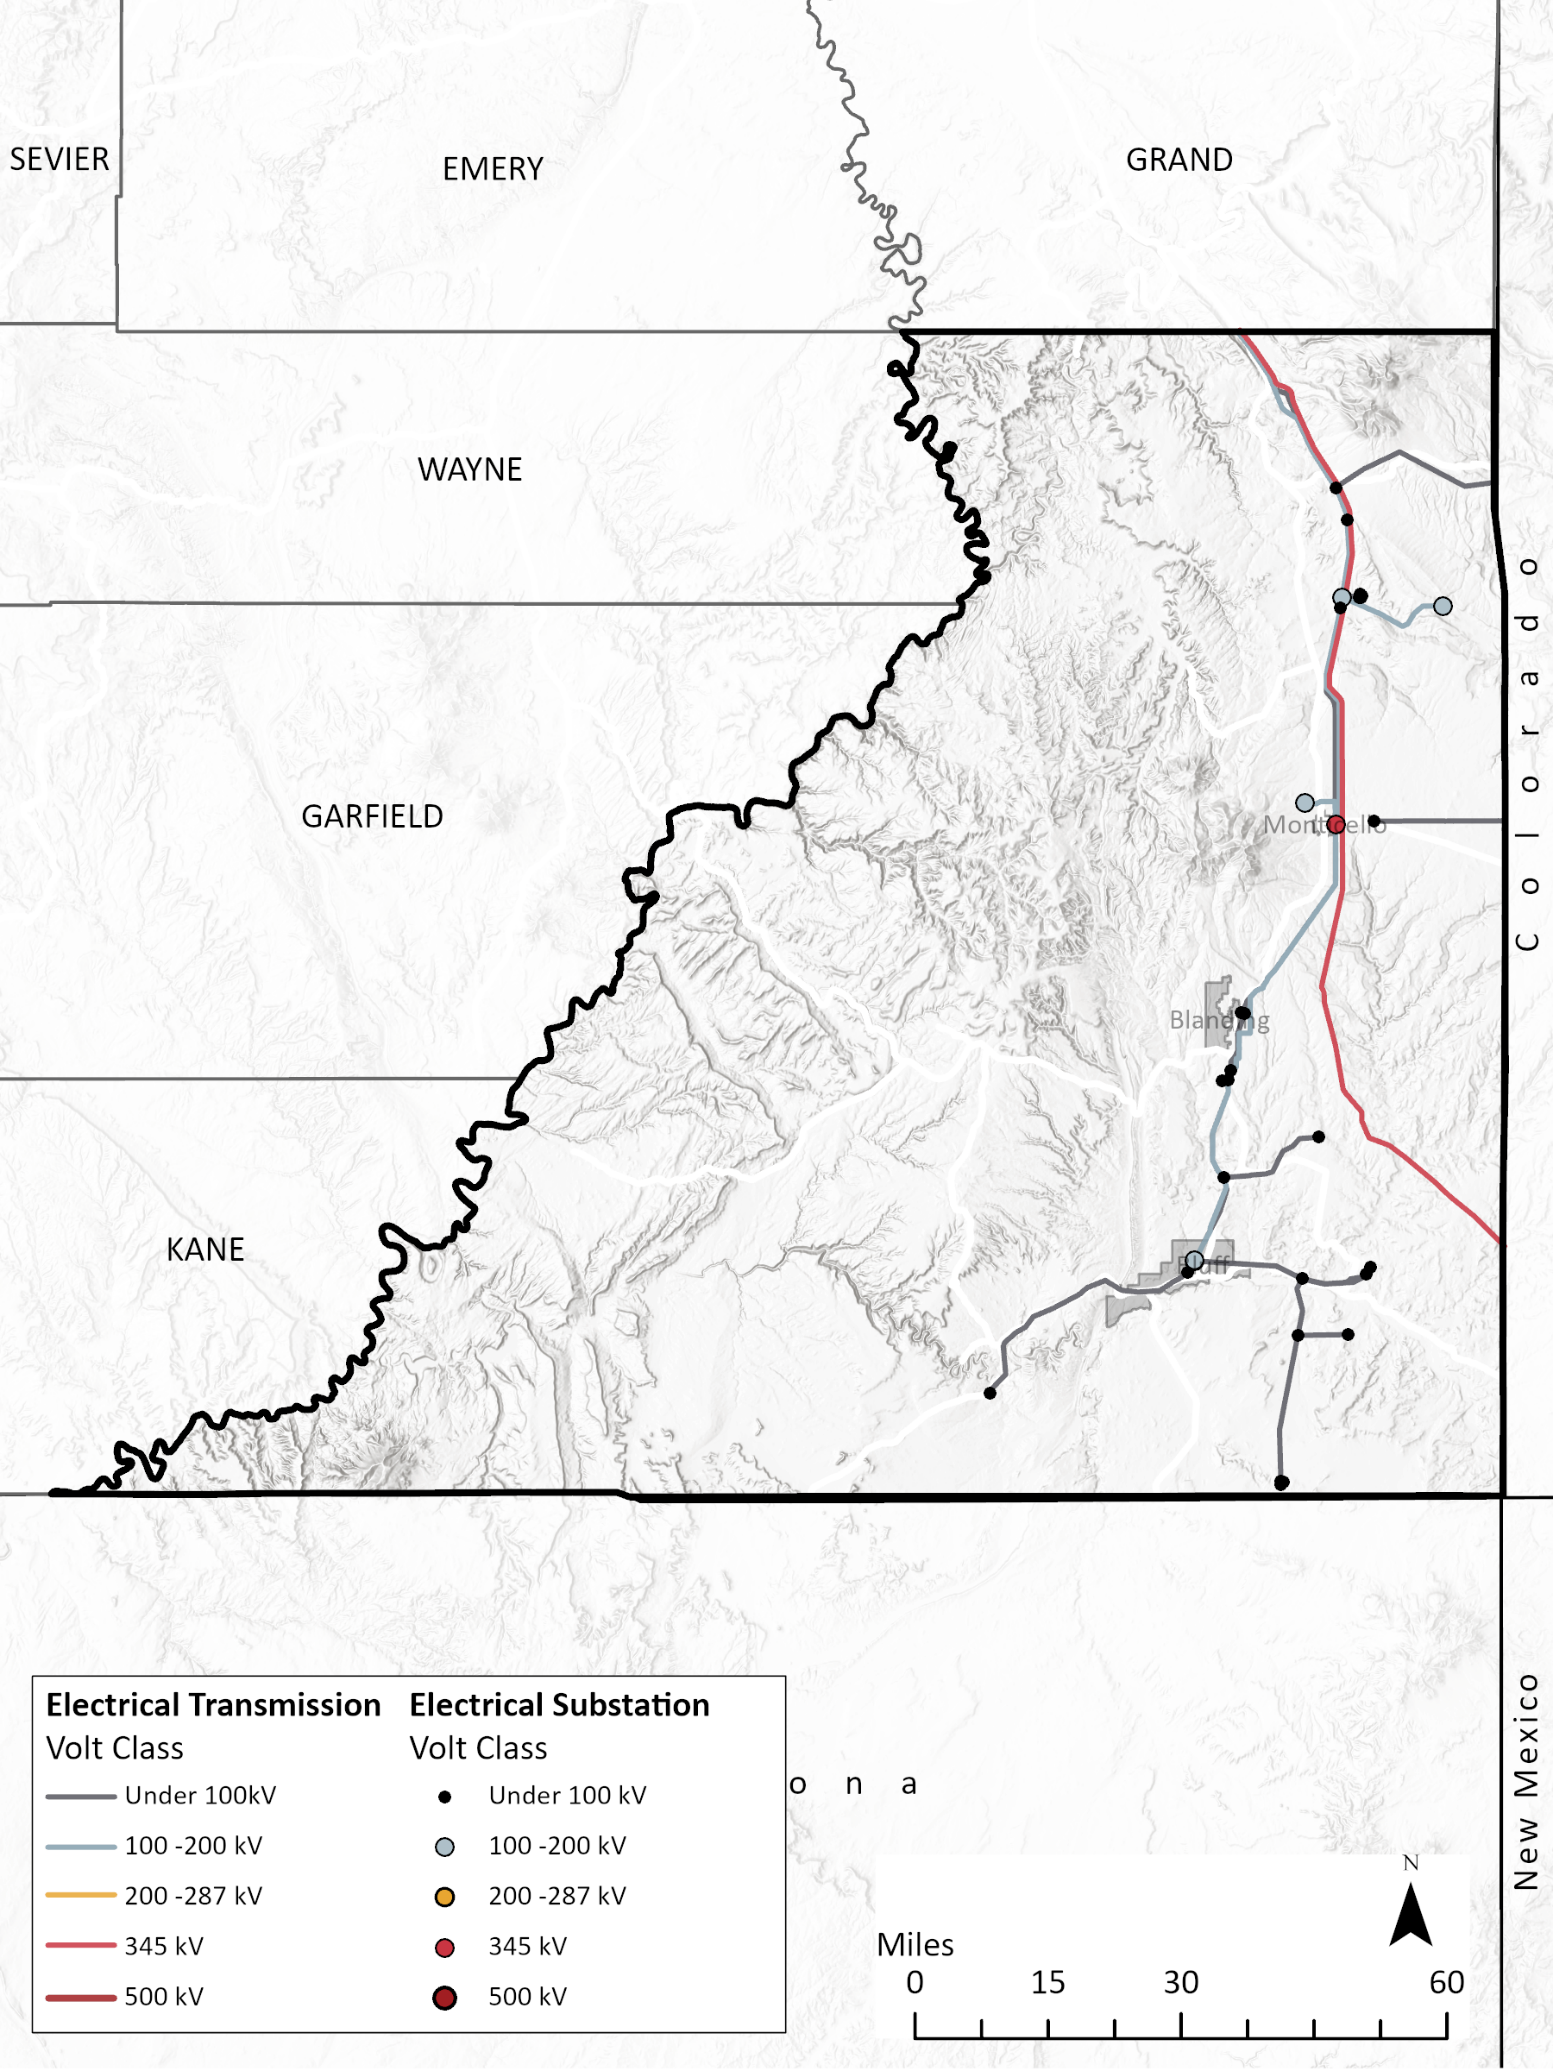 SEVIER
EMERY
GRAND
WAYNE
Colorado
GARFIELD
Monticello
Blanding
KANE
Bluff
Electrical Transmission
Volt Class
Under 100kV
100 -200 kV
200 -287 kV
345 kV
500 kV
Electrical Substation
Volt Class
Under 100 kV
100 -200 kV
200 -287 kV
345 kV
500 kV
o n a
New Mexico
N
Miles
0 15 30 60